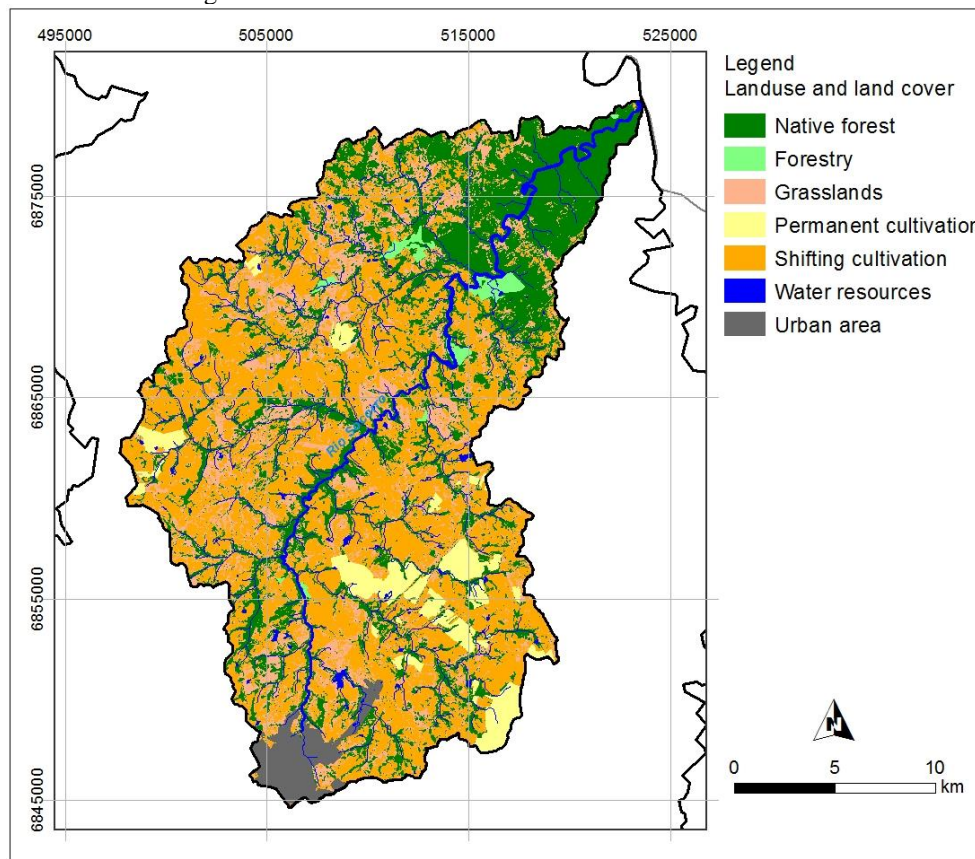 495000 505000 515000 525000
Legend
Landuse and land cover
Native forest
Forestry
Grasslands
Permanent cultivation
Shifting cultivation
Water resources
Urban area
6875000
6865000
6855000
6845000
Rio
N
0 5 10
km